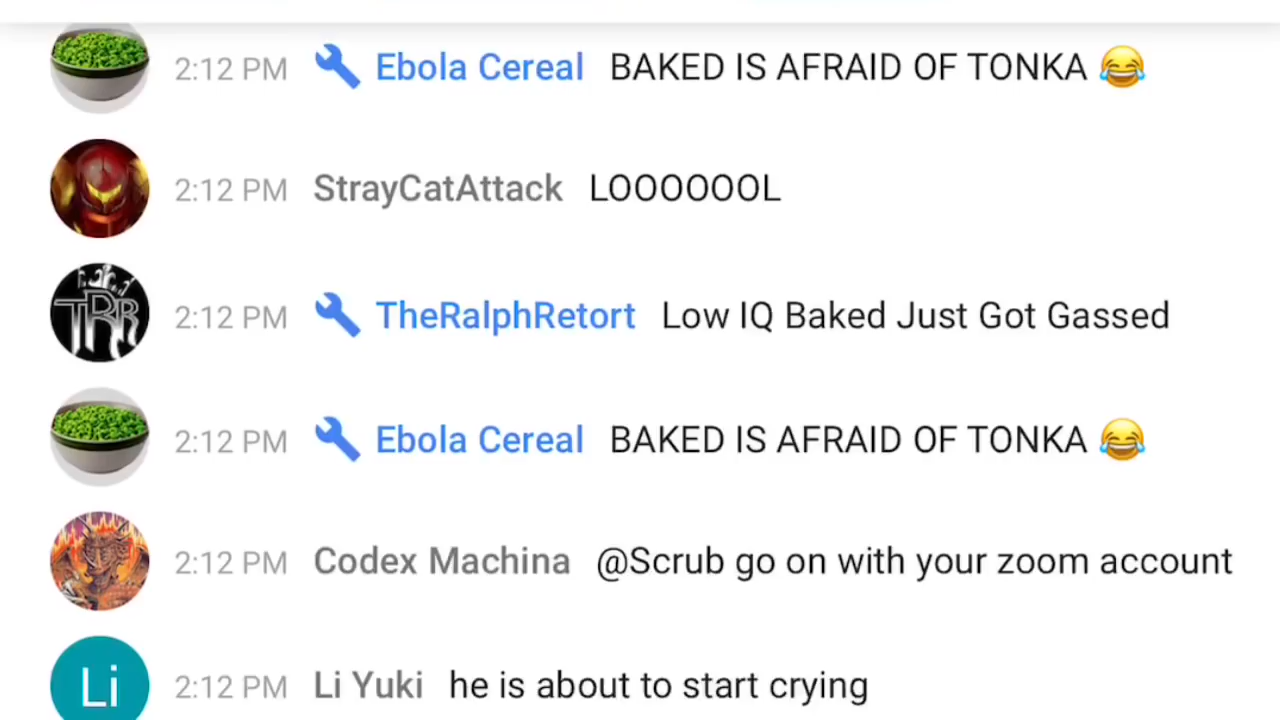 2:12 PM Ebola Cereal BAKED IS AFRAID OF TONKA 😂
2:12 PM StrayCatAttack LOOOOOOL
TRR
2:12 PM TheRalphRetort Low IQ Baked Just Got Gassed
2:12 PM Ebola Cereal BAKED IS AFRAID OF TONKA 😂
2:12 PM Codex Machina @Scrub go on with your zoom account
Li
2:12 PM Li Yuki he is about to start crying